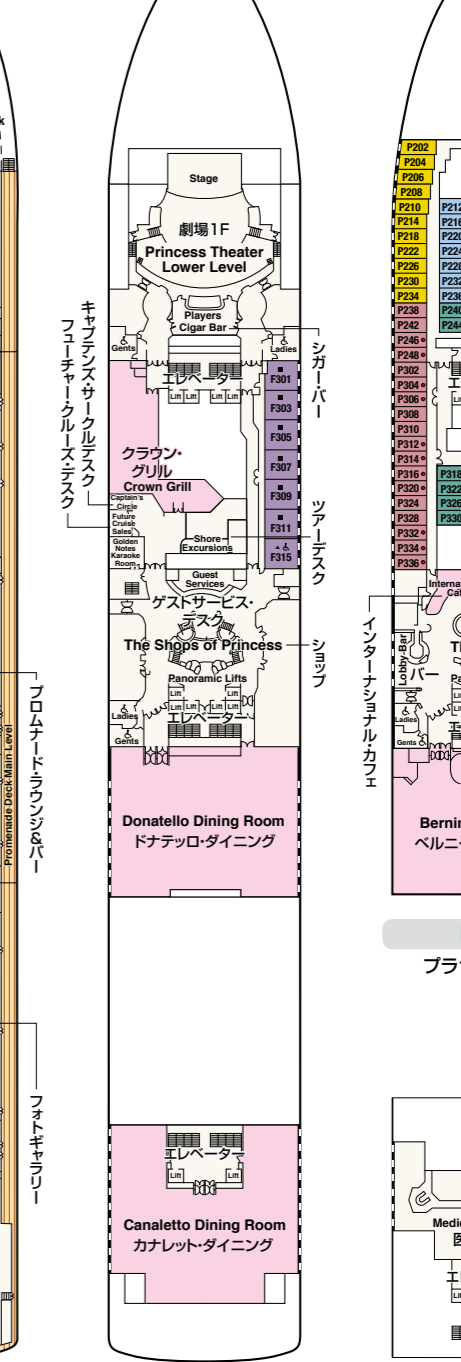 k
Promenade Deck Main Level
プロムナード・ラウンジ&バー
フォトギャラリー
Stage
劇場1F
Princess Theater
Lower Level
Players
Cigar Bar
シガーバー
Gents
Ladies
エレベーター
Lift
Lift
Lift
Lift
F301
F303
F305
F307
F309
F311
F315
クラウン・
グリル
Crown Grill
キャプテンズ・サークルデスク
フューチャー・クルーズ・デスク
Captain's
Circle
Future
Cruise
Sales
Golden
Notes
Karaoke
Room
Shore
Excursions
ツアーデスク
Guest
Services
ゲストサービス・
デスク
The Shops of Princess
ショップ
Panoramic Lifts
Lift
Lift
Lift
Lift
Lift
Lift
エレベーター
Ladies
Gents
Donatello Dining Room
ドナテッロ・ダイニング
エレベーター
Lift
Lift
Canaletto Dining Room
カナレット・ダイニング
P202
P204
P206
P208
P210
P214
P218
P222
P226
P230
P234
P238
P242
P246
P248
P302
P304
P306
P308
P310
P312
P314
P316
P320
P324
P328
P332
P334
P336
P212
P216
P220
P224
P228
P232
P236
P240
P244
P318
P322
P326
P330
エ
Internat
Caf
インターナショナル・カフェ
Lobby Bar
バー
Ladies
Gents
Bernin
ベルニー
プラ
Medic
医
エ